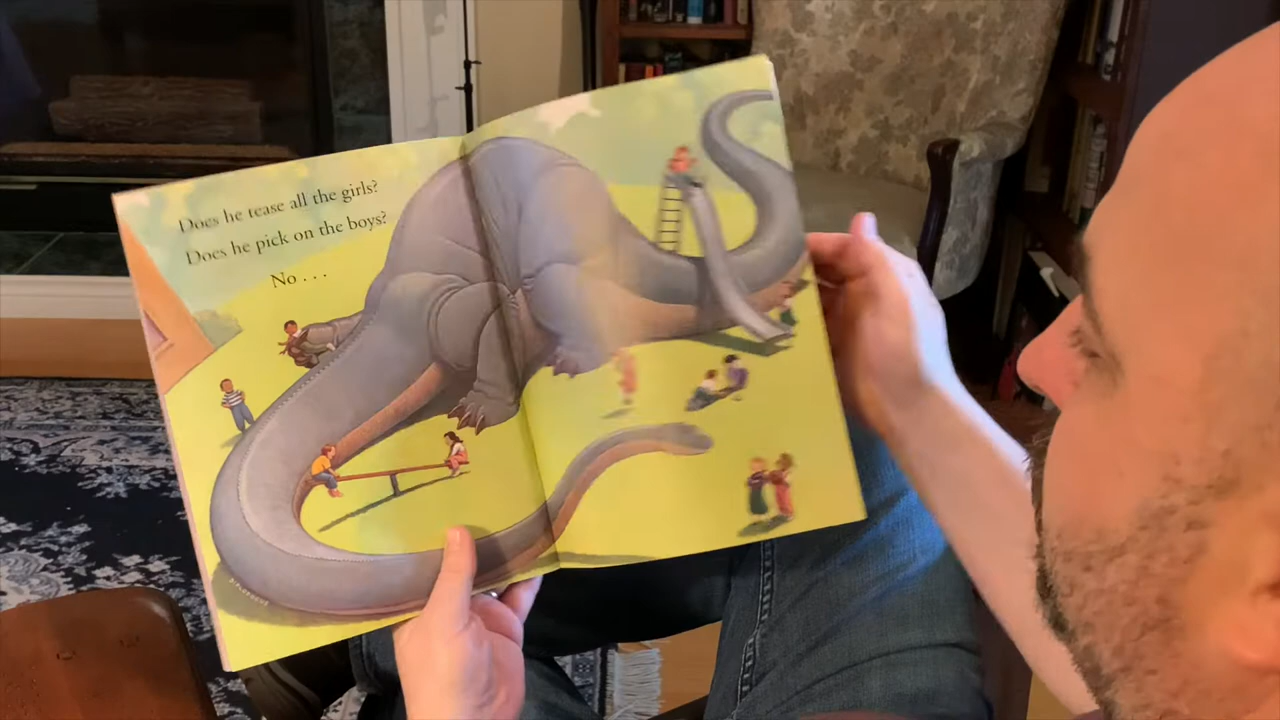 Does he tease all the girls?
Does he pick on the boys?
No . . .